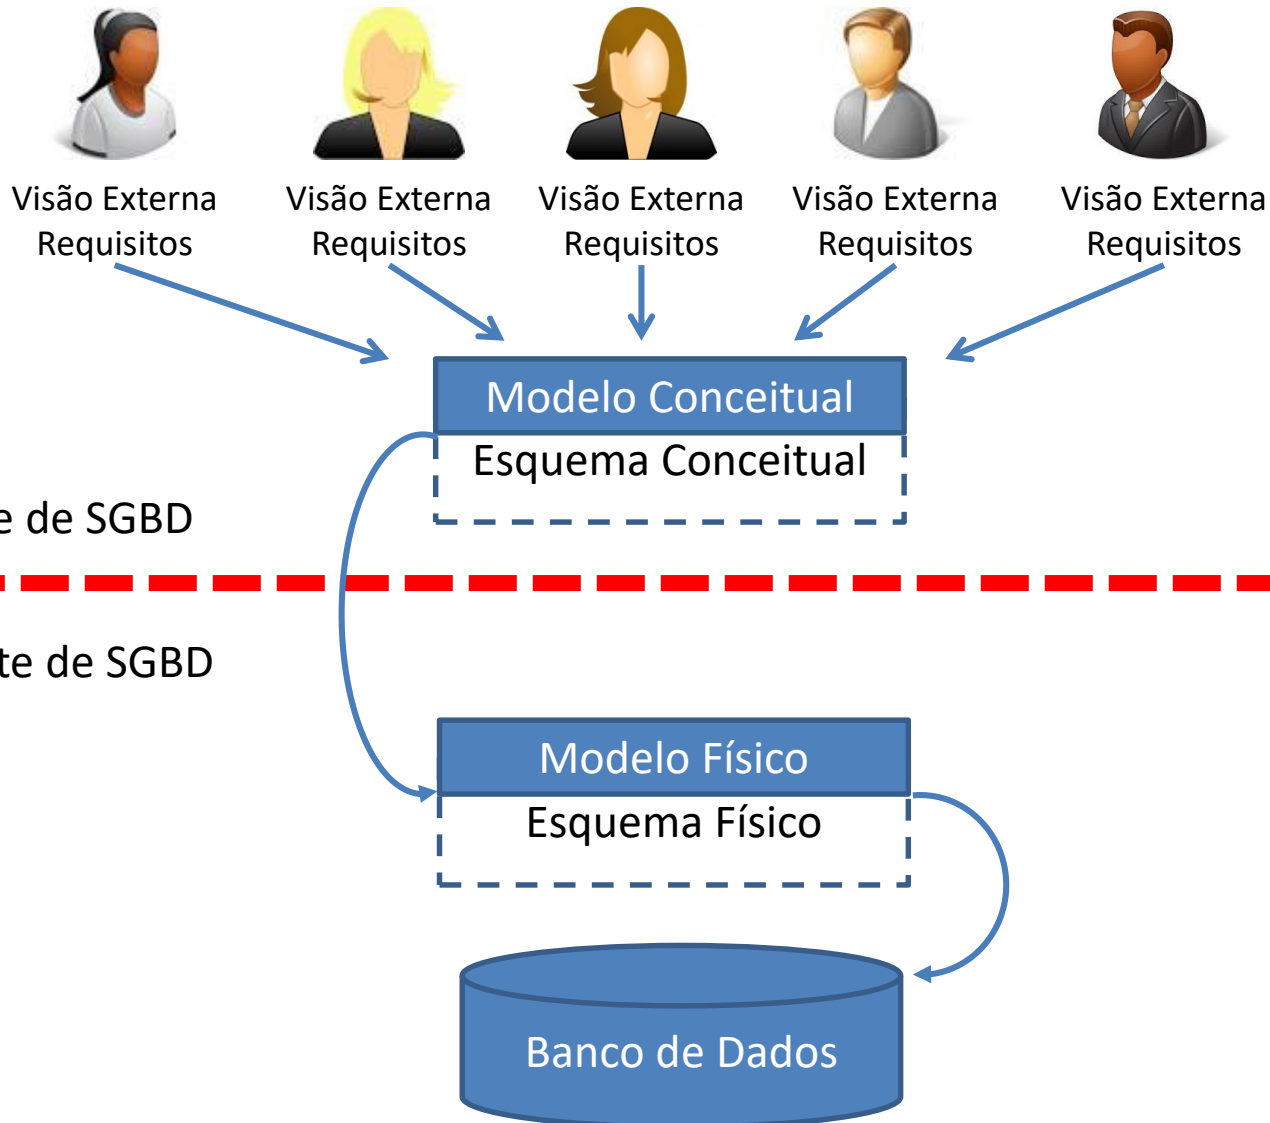 Visão Externa
Requisitos
Visão Externa
Requisitos
Visão Externa
Requisitos
Visão Externa
Requisitos
Visão Externa
Requisitos
Modelo Conceitual
Esquema Conceitual
e de SGBD
te de SGBD
Modelo Físico
Esquema Físico
Banco de Dados